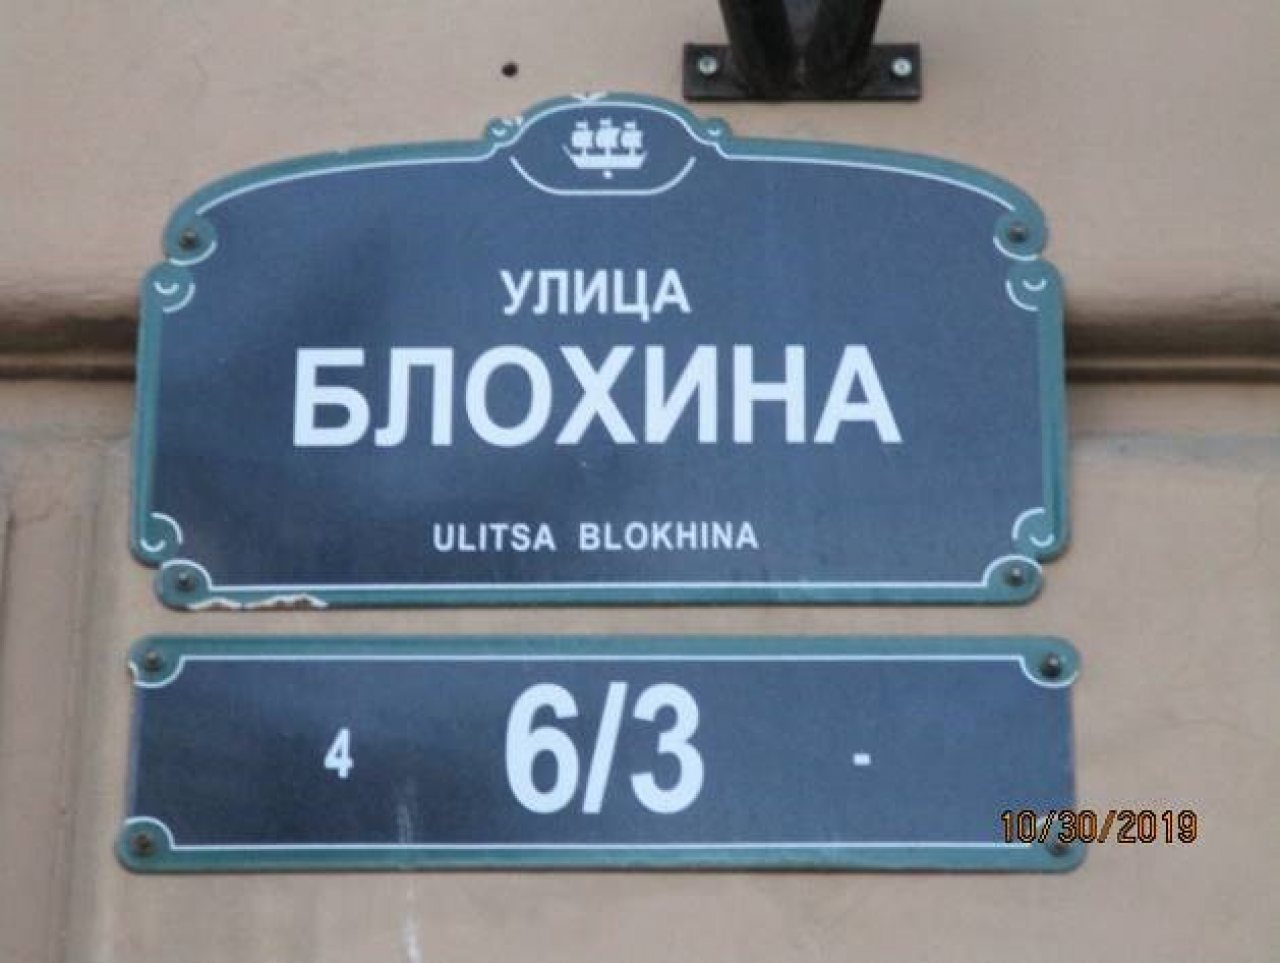 УЛИЦА
БЛОХИНА
ULITSA BLOKHINA
4 6/3 -
10/30/2019